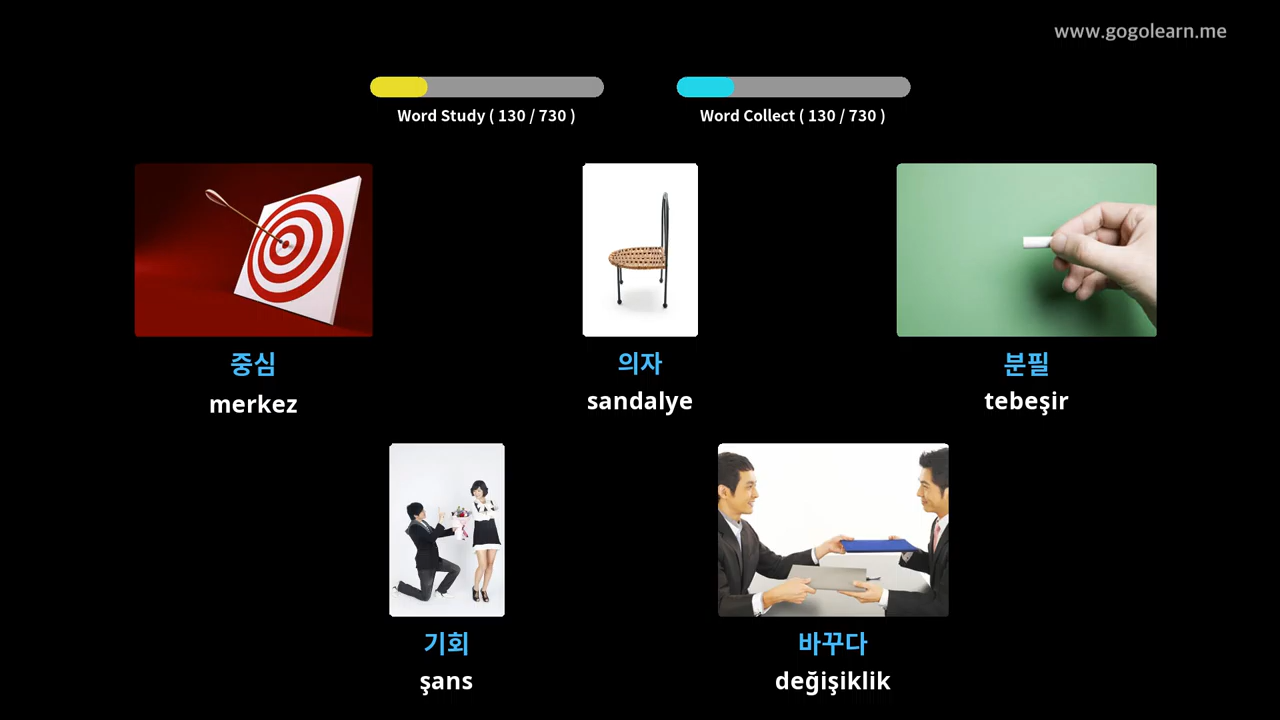 www.gogolearn.me
Word Study ( 130 / 730 )
Word Collect ( 130 / 730 )
중심
merkez
의자
sandalye
분필
tebeşir
기회
şans
바꾸다
değişiklik